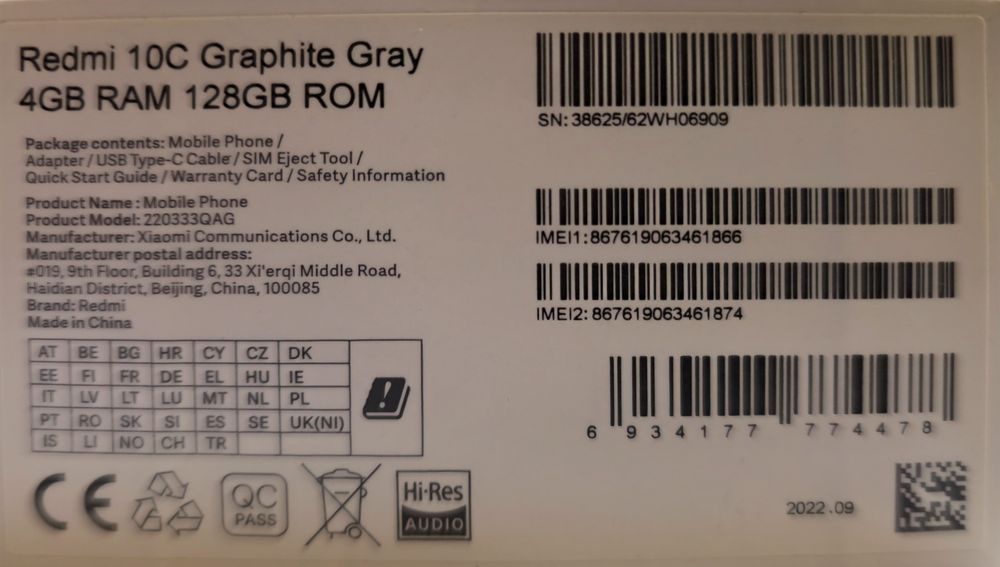 Redmi 10C Graphite Gray
4GB RAM 128GB ROM
Package contents: Mobile Phone /
Adapter / USB Type-C Cable / SIM Eject Tool /
Quick Start Guide / Warranty Card / Safety Information
Product Name: Mobile Phone
Product Model: 220333QAG
Manufacturer: Xiaomi Communications Co., Ltd.
Manufacturer postal address:
#019, 9th Floor, Building 6, 33 Xi'erqi Middle Road,
Haidian District, Beijing, China, 100085
Brand: Redmi
Made in China
AT BE BG HR CY CZ DK
EE FI FR DE EL HU IE
IT LV LT LU MT NL PL
PT RO SK SI ES SE UK(NI)
IS LI NO CH TR
CE
QC
PASS
Hi-Res
AUDIO
SN: 38625/62WH06909
IMEI1: 867619063461866
IMEI2: 867619063461874
6 934177 774478
2022.09